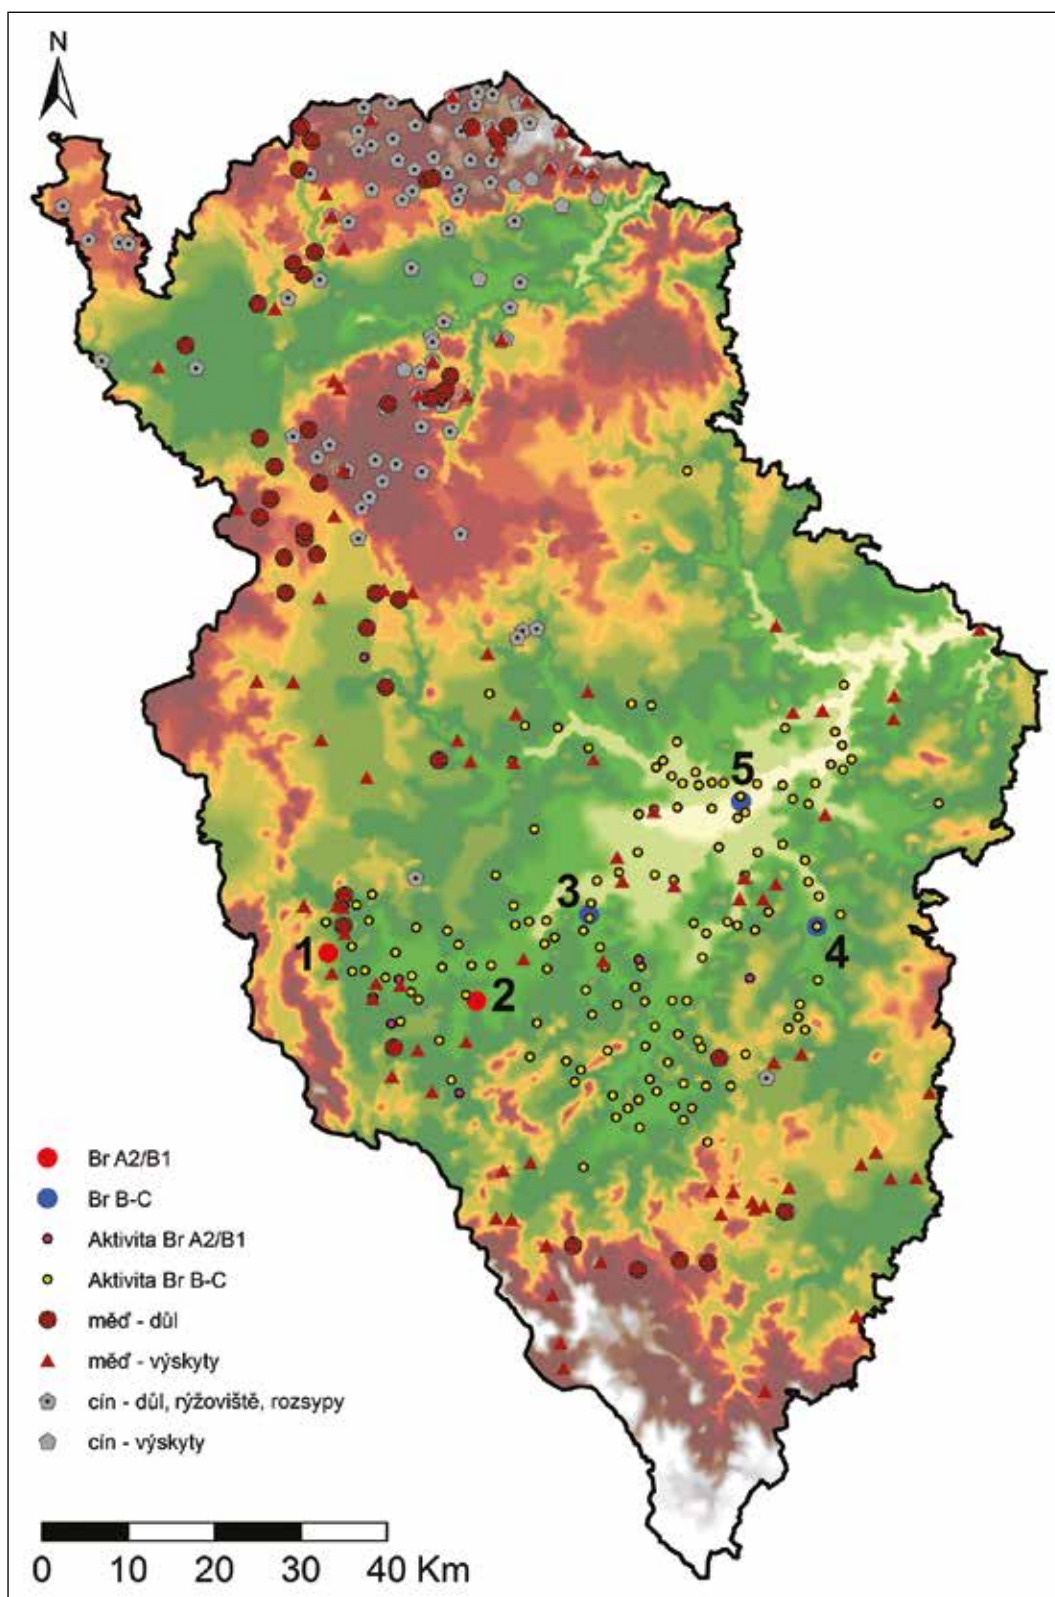 N
5
3
4
1
2
Br A2/B1
Br B-C
Aktivita Br A2/B1
Aktivita Br B-C
měď - důl
měď - výskyty
cín - důl, rýžoviště, rozsypy
cín - výskyty
0 10 20 30 40 Km